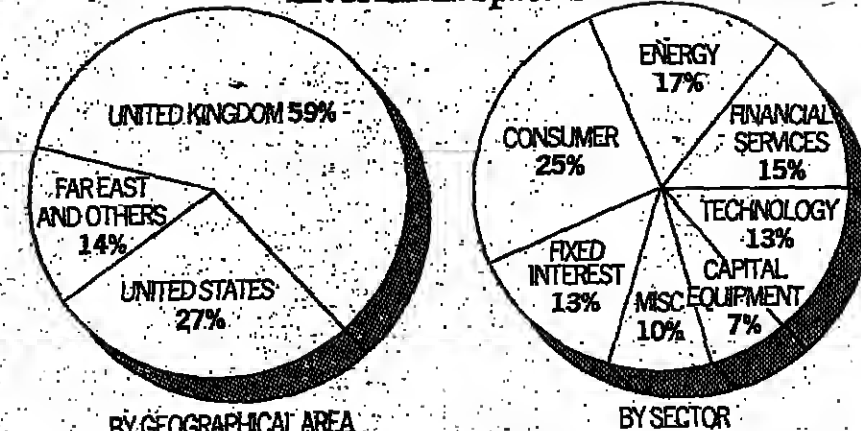 UNITED KINGDOM 59%
FAR EAST
AND OTHERS
14%
UNITED STATES
27%
BY GEOGRAPHICAL AREA
ENERGY
17%
FINANCIAL
SERVICES
15%
CONSUMER
25%
TECHNOLOGY
13%
CAPITAL
EQUIPMENT
7%
FIXED
INTEREST
13%
MISC
10%
BY SECTOR